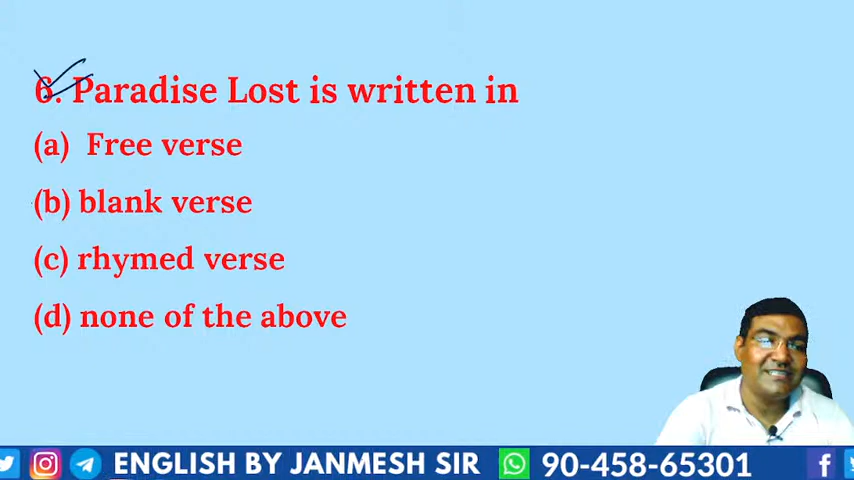 6. Paradise Lost is written in
(a) Free verse
(b) blank verse
(c) rhymed verse
(d) none of the above
ENGLISH BY JANMESH SIR 90-458-65301